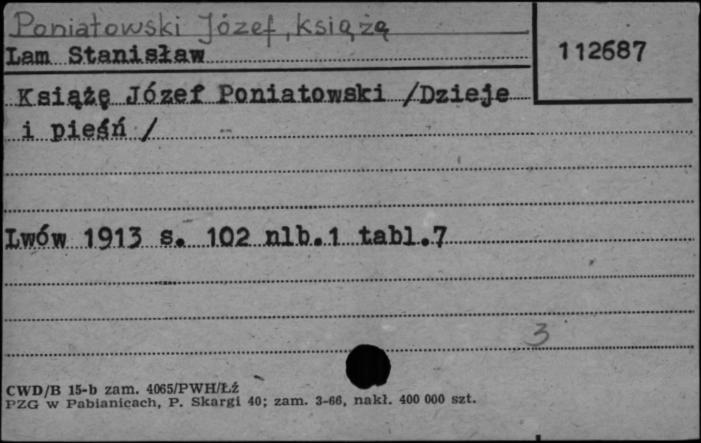 Poniatowski Józef, książą
Lam Stanisław
112687
Książę Józef Poniatowski /Dzieje
i pieśń /
Lwów 1913 s. 102 nlb.1 tabl.7
3
CWD/B 15-b zam. 4065/PWH/Łź
PZG w Pabianicach, P. Skargi 40; zam. 3-66, nakł. 400 000 szt.